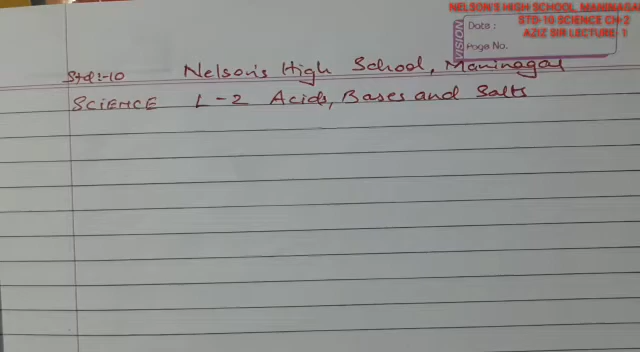 NELSON'S HIGH SCHOOL, MANINAGAR
STD-10 SCIENCE CH-2
AZIZ SIR LECTURE 1
VISION
Date :
Page No.
Std:-10 Nelson's High School, Maninagar
SCIENCE L-2 Acids, Bases and Salts